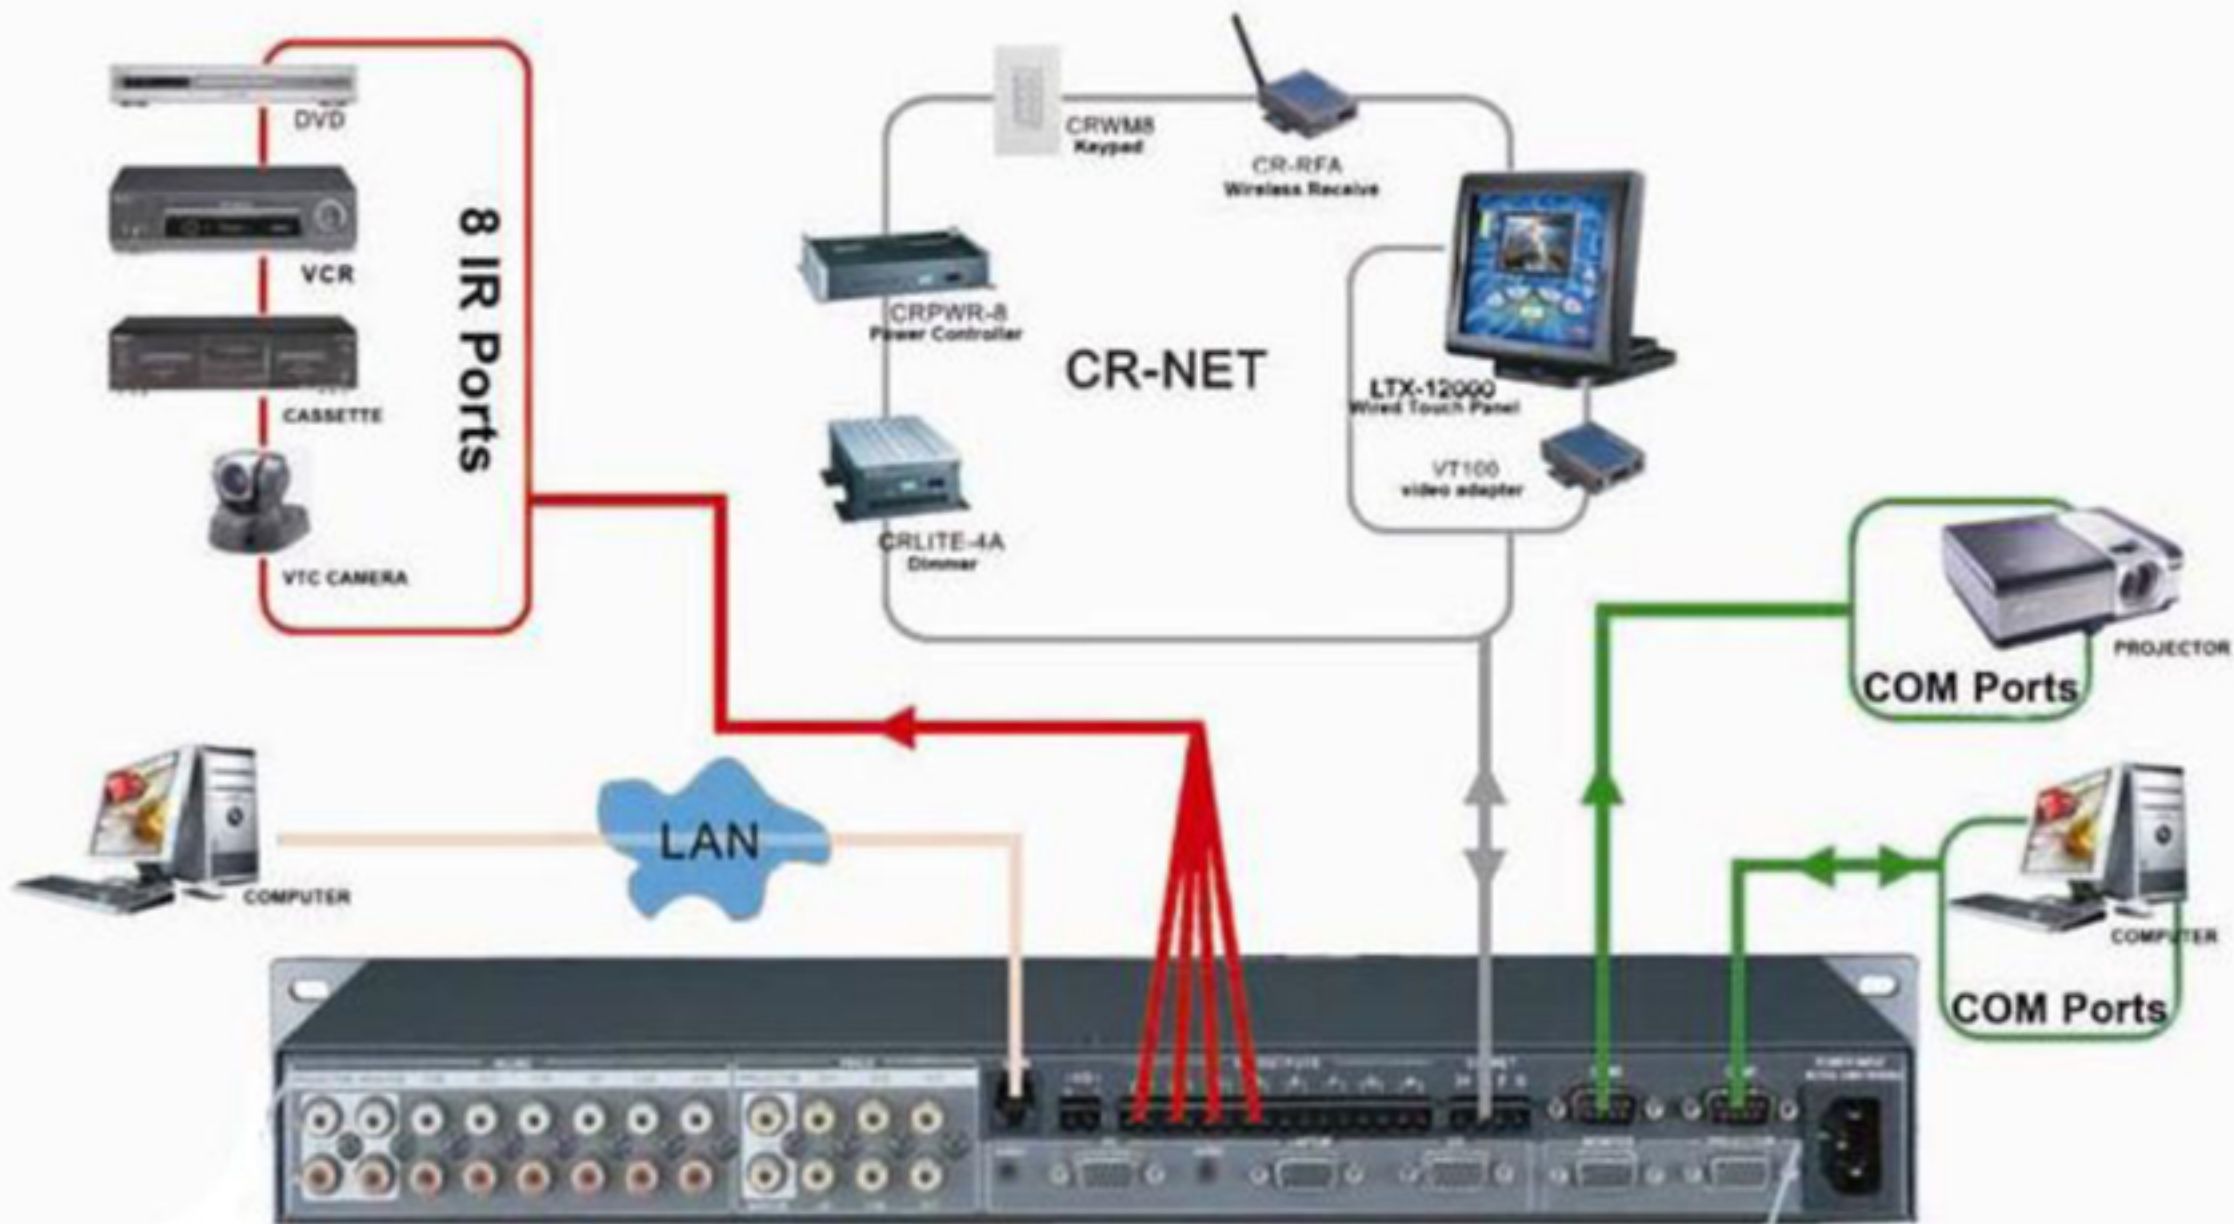 DVD
VCR
CASSETTE
VTC CAMERA
8 IR Ports
CRWM8
Keypad
CR-RFA
Wireless Receive
CRPWR-8
Power Controller
CR-NET
LTX-12000
Wired Touch Panel
VT100
video adapter
CRLITE-4A
Dimmer
PROJECTOR
COM Ports
LAN
COMPUTER
COMPUTER
COM Ports